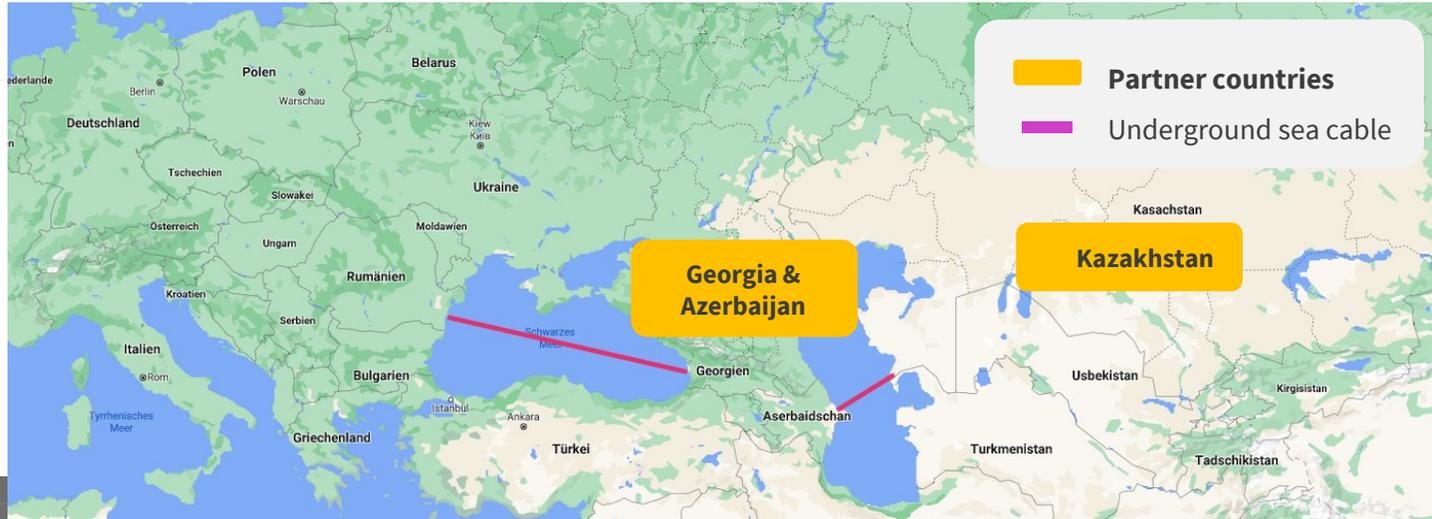 Partner countries
Underground sea cable
Belarus
Polen
Berlin
Warschau
Deutschland
Kiew
Київ
Tschechien
Slowakei
Ukraine
Österreich
Ungarn
Moldawien
Kasachstan
Kazakhstan
Georgia &
Azerbaijan
Rumänien
Kroatien
Serbien
Schwarzes
Meer
Italien
Rom
Bulgarien
Georgien
Usbekistan
Kirgisistan
Istanbul
Ankara
Aserbaidschan
Tyrrhenisches
Meer
Griechenland
Türkei
Turkmenistan
Tadschikistan